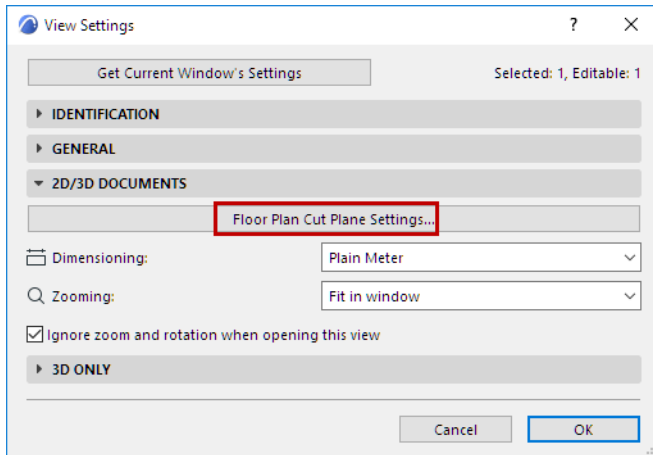 View Settings
?
Get Current Window's Settings
Selected: 1, Editable: 1
IDENTIFICATION
GENERAL
2D/3D DOCUMENTS
Floor Plan Cut Plane Settings...
Dimensioning: Plain Meter
Zooming: Fit in window
Ignore zoom and rotation when opening this view
3D ONLY
Cancel OK